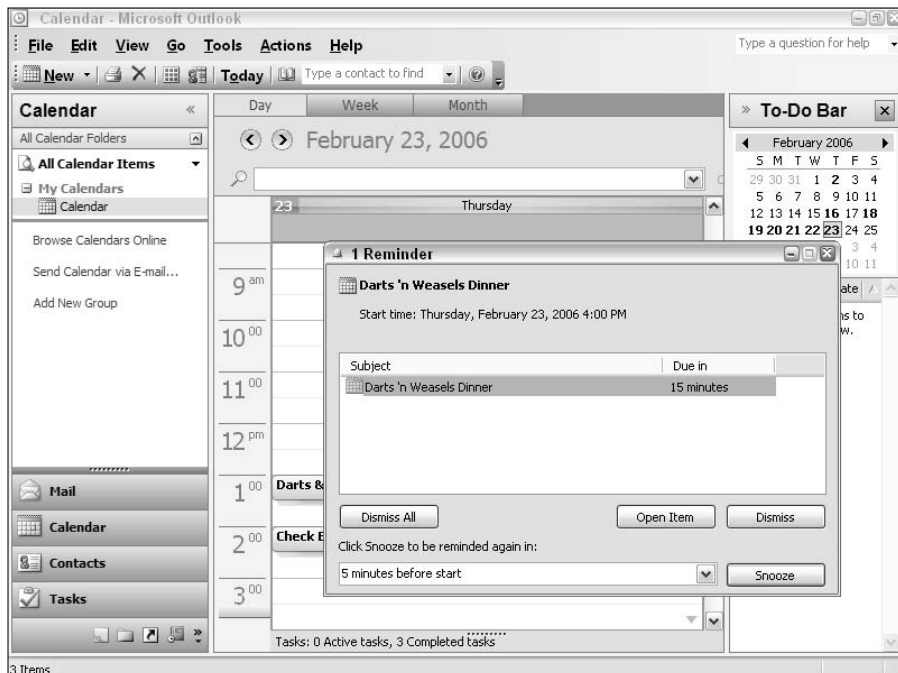 Calendar - Microsoft Outlook
File Edit View Go Tools Actions Help
Type a question for help
New
Today
Type a contact to find
Calendar «
All Calendar Folders
All Calendar Items
My Calendars
Calendar
Browse Calendars Online
Send Calendar via E-mail...
Add New Group
Mail
Calendar
Contacts
Tasks
Day Week Month
February 23, 2006
23 Thursday
9 am
10 00
11 00
12 pm
1 00 Darts &
2 00 Check
3 00
Tasks: 0 Active tasks, 3 Completed tasks
» To-Do Bar
February 2006
S M T W T F S
29 30 31 1 2 3 4
5 6 7 8 9 10 11
12 13 14 15 16 17 18
19 20 21 22 23 24 25
3 4
10 11
ate
ns to
w.
1 Reminder
Darts 'n Weasels Dinner
Start time: Thursday, February 23, 2006 4:00 PM
Subject Due in
Darts 'n Weasels Dinner 15 minutes
Dismiss All Open Item Dismiss
Click Snooze to be reminded again in:
5 minutes before start Snooze
3 Items